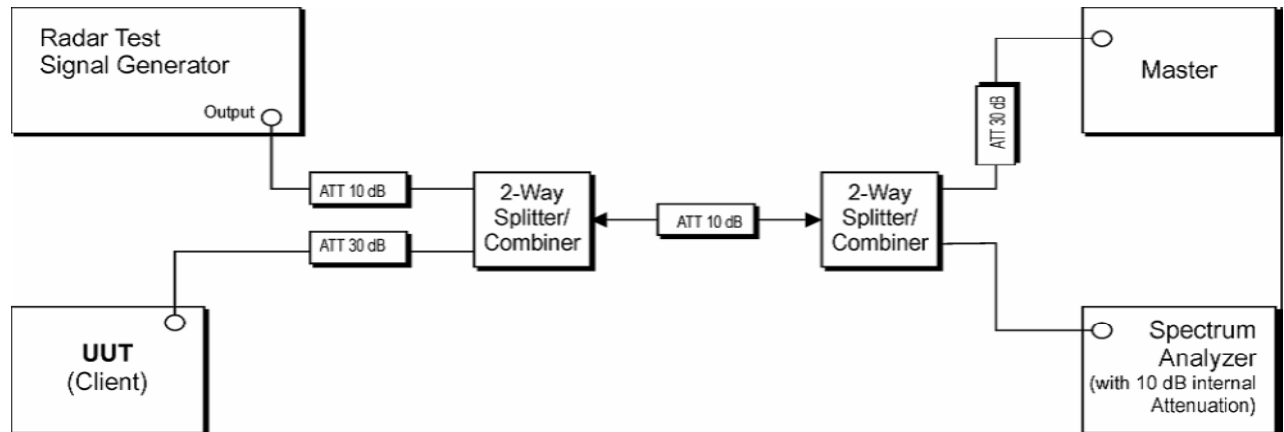 Radar Test
Signal Generator
Output
ATT 10 dB
ATT 30 dB
UUT
(Client)
2-Way
Splitter/
Combiner
ATT 10 dB
2-Way
Splitter/
Combiner
ATT 30 dB
Master
Spectrum
Analyzer
(with 10 dB internal
Attenuation)